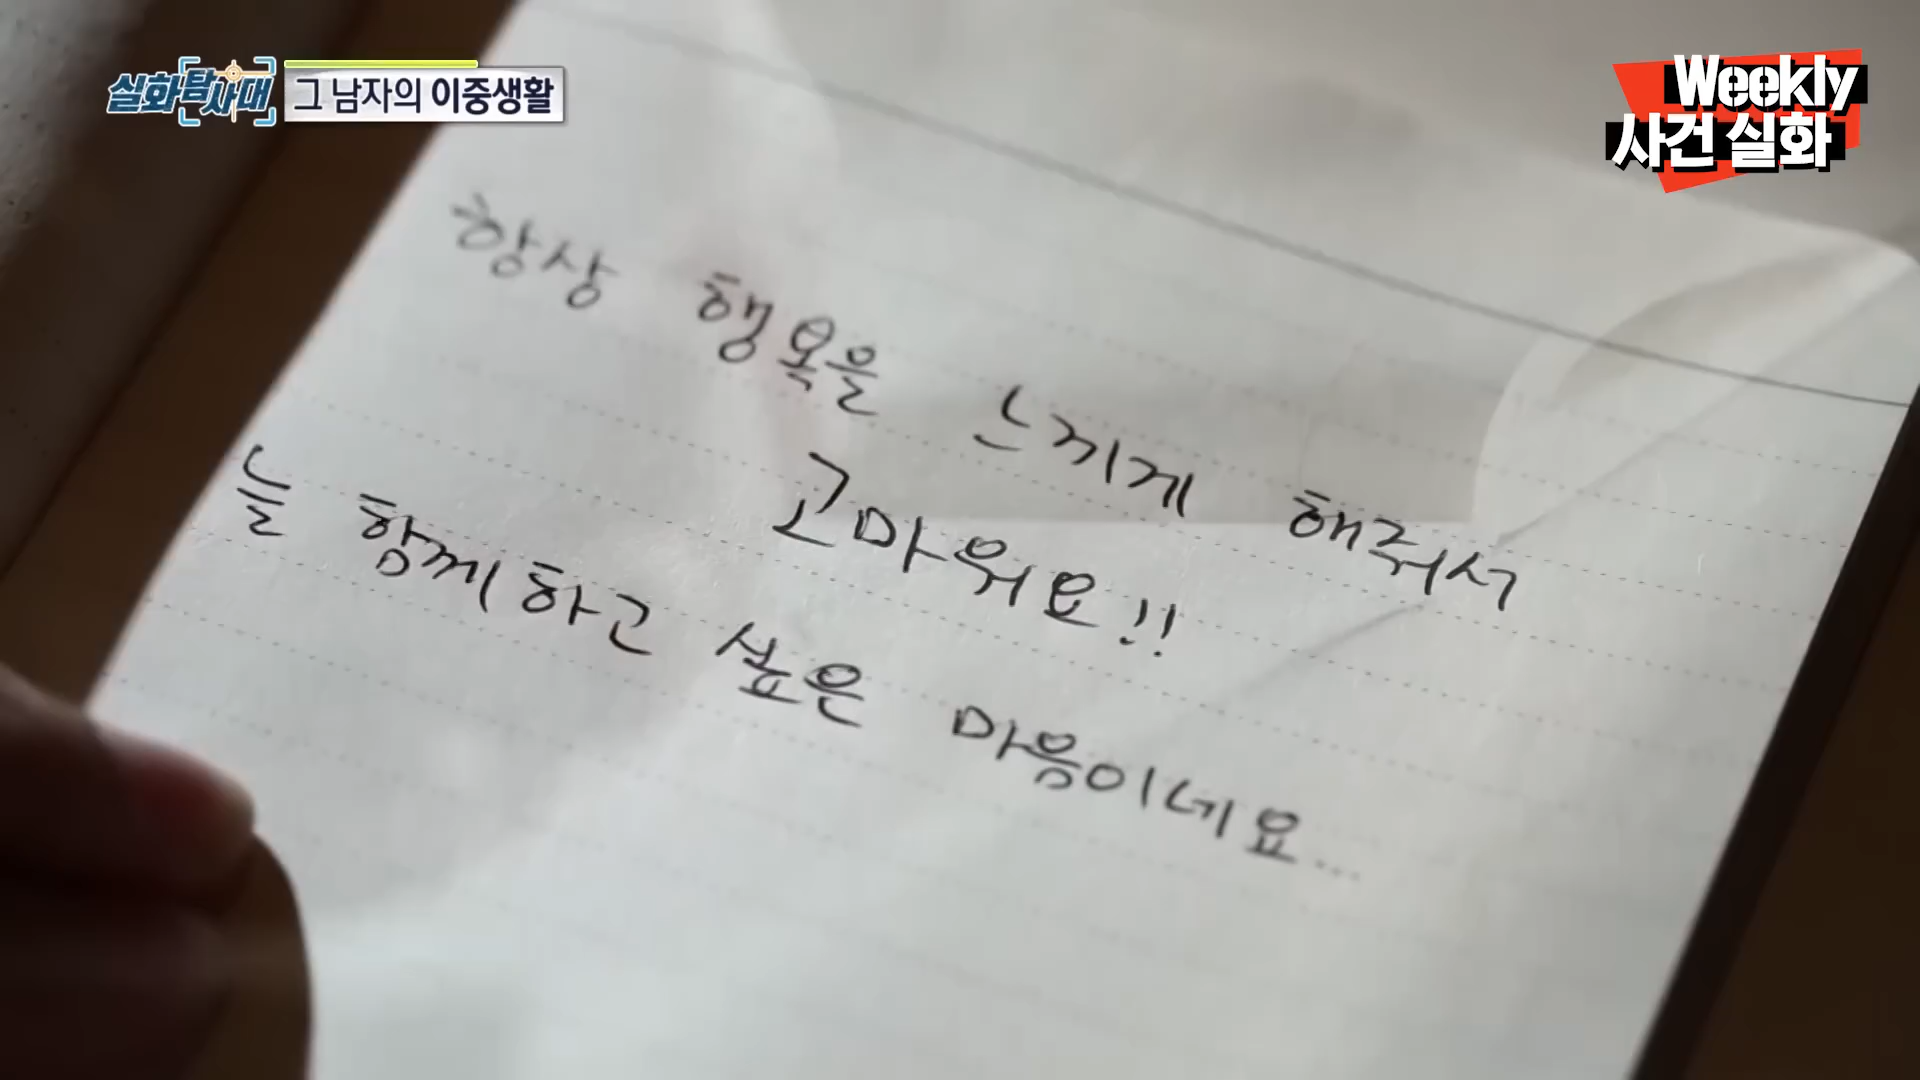 실화탐사대
그 남자의 이중생활
Weekly
사건 실화
항상 행복을 느끼게 해줘서
고마워요!!
늘 함께하고 싶은 마음이네요...